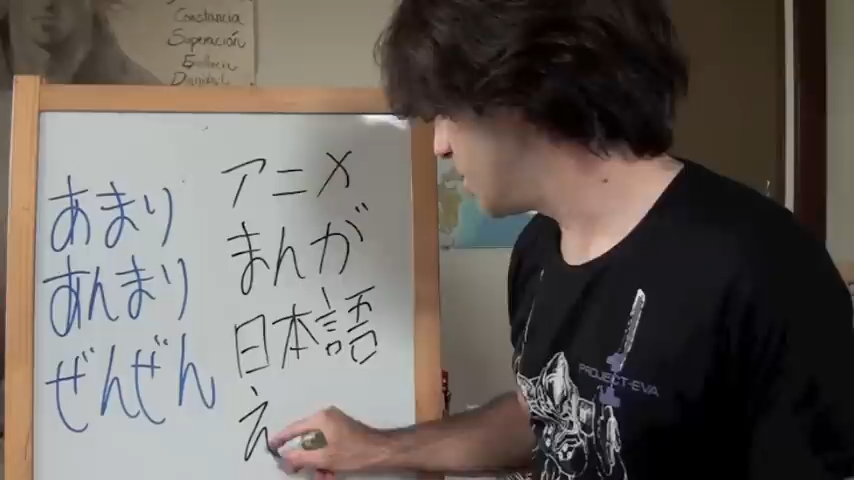 Constancia
Superación
あまり
あんまり
ぜんぜん
アニメ
まんが
日本語
え
PROJECT-EVA